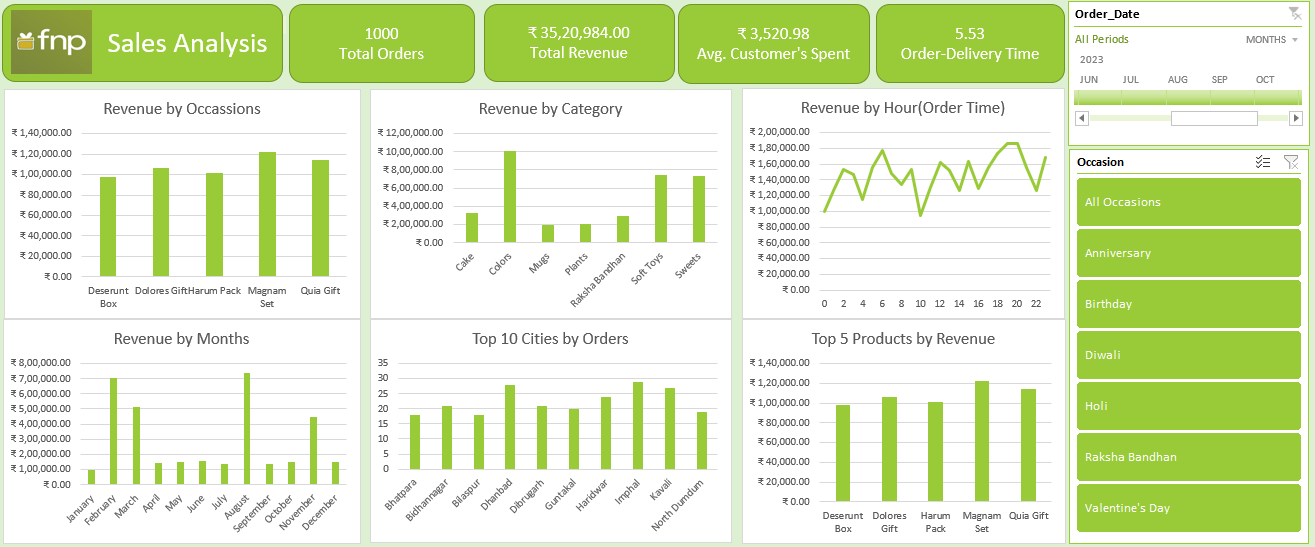 fnp
Sales Analysis
1000
Total Orders
₹ 35,20,984.00
Total Revenue
₹ 3,520.98
Avg. Customer's Spent
5.53
Order-Delivery Time
Order_Date
All Periods
MONTHS
2023
JUN JUL AUG SEP OCT
Revenue by Occassions
₹ 1,40,000.00
₹ 1,20,000.00
₹ 1,00,000.00
₹ 80,000.00
₹ 60,000.00
₹ 40,000.00
₹ 20,000.00
₹ 0.00
Deserunt Box
Dolores Gift
Harum Pack
Magnam Set
Quia Gift
Revenue by Category
₹ 12,00,000.00
₹ 10,00,000.00
₹ 8,00,000.00
₹ 6,00,000.00
₹ 4,00,000.00
₹ 2,00,000.00
₹ 0.00
Cake
Colors
Mugs
Plants
Raksha Bandhan
Soft Toys
Sweets
Revenue by Hour(Order Time)
₹ 2,00,000.00
₹ 1,80,000.00
₹ 1,60,000.00
₹ 1,40,000.00
₹ 1,20,000.00
₹ 1,00,000.00
₹ 80,000.00
₹ 60,000.00
₹ 40,000.00
₹ 20,000.00
₹ 0.00
0 2 4 6 8 10 12 14 16 18 20 22
Occasion
All Occasions
Anniversary
Birthday
Diwali
Holi
Raksha Bandhan
Valentine's Day
Revenue by Months
₹ 8,00,000.00
₹ 7,00,000.00
₹ 6,00,000.00
₹ 5,00,000.00
₹ 4,00,000.00
₹ 3,00,000.00
₹ 2,00,000.00
₹ 1,00,000.00
₹ 0.00
January
February
March
April
May
June
July
August
September
October
November
December
Top 10 Cities by Orders
35
30
25
20
15
10
5
0
Bhatpara
Bidhannagar
Bilaspur
Dhanbad
Dibrugarh
Guntakal
Haridwar
Imphal
Kavali
North Dumdum
Top 5 Products by Revenue
₹ 1,40,000.00
₹ 1,20,000.00
₹ 1,00,000.00
₹ 80,000.00
₹ 60,000.00
₹ 40,000.00
₹ 20,000.00
₹ 0.00
Deserunt Box
Dolores Gift
Harum Pack
Magnam Set
Quia Gift